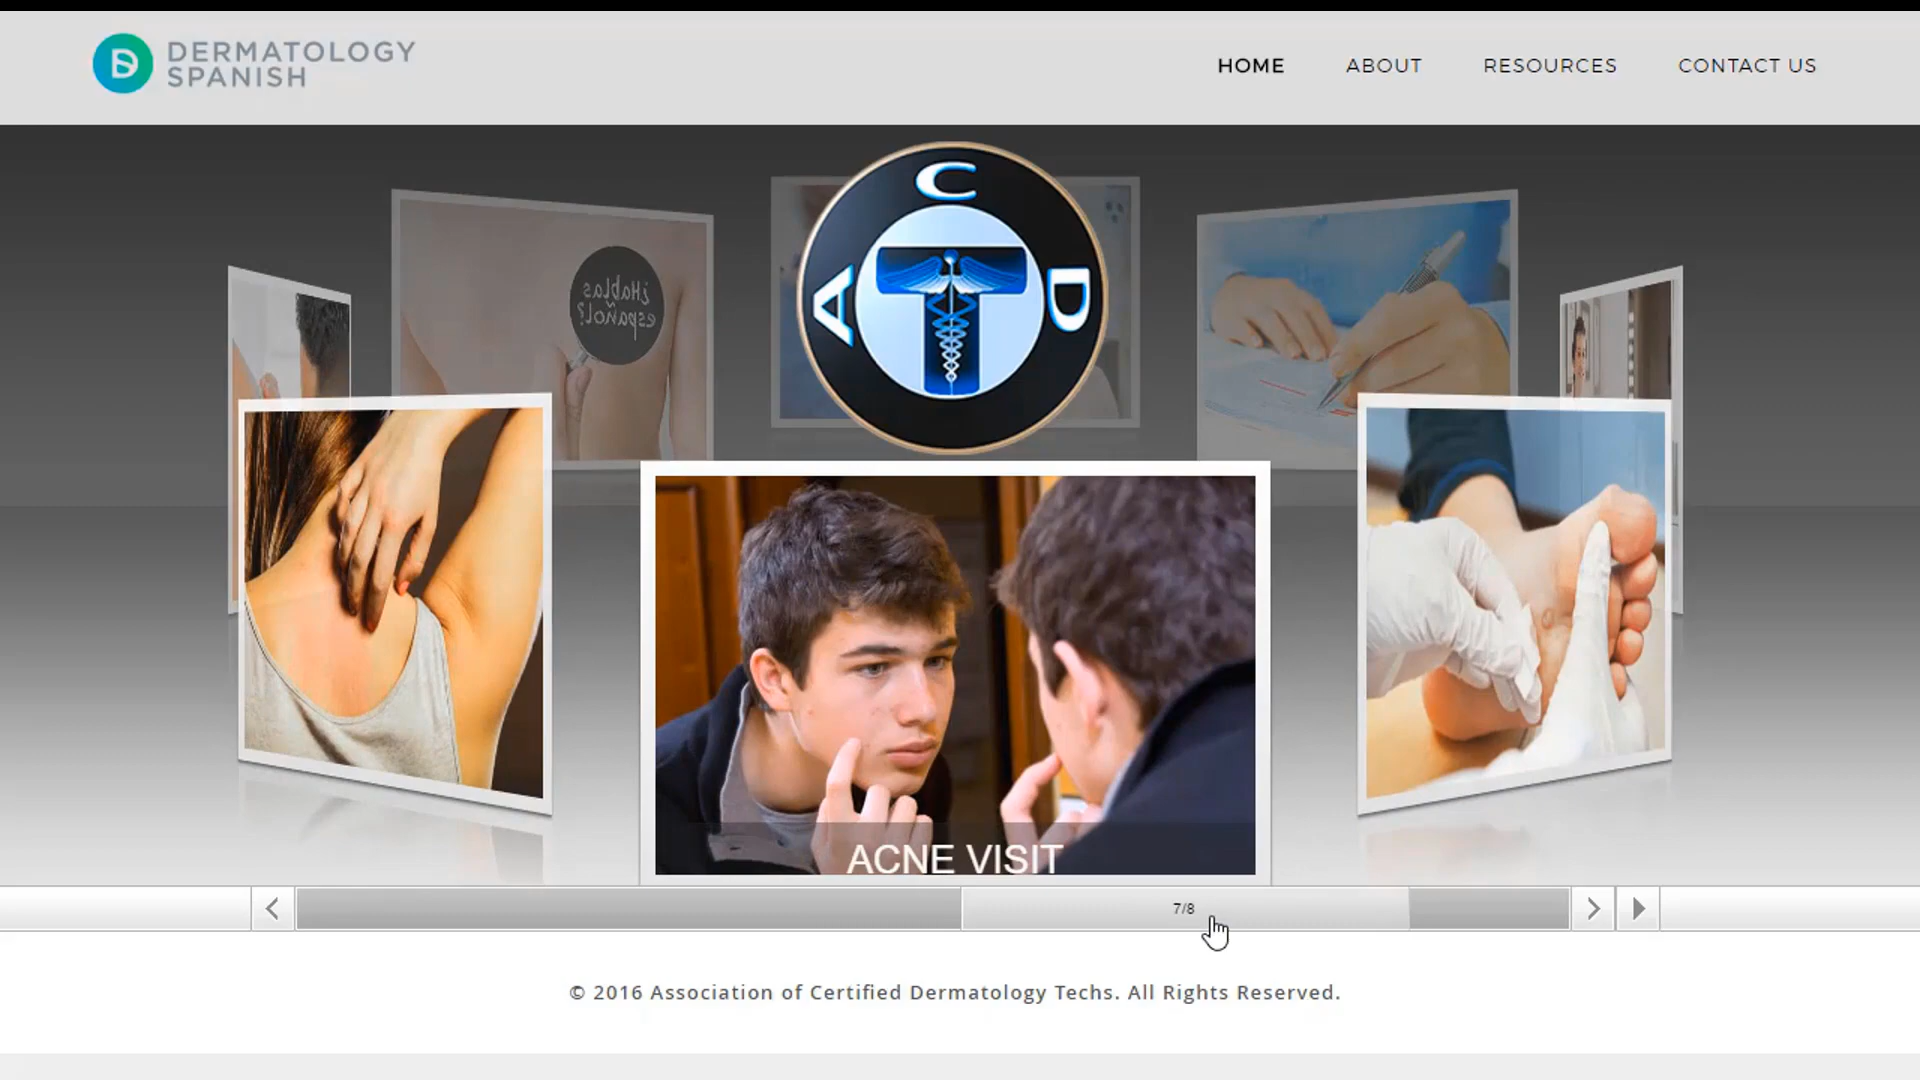 DERMATOLOGY
SPANISH
HOME
ABOUT
RESOURCES
CONTACT US
C
A
T
D
¿Hablas
español?
ACNE VISIT
7/8
© 2016 Association of Certified Dermatology Techs. All Rights Reserved.